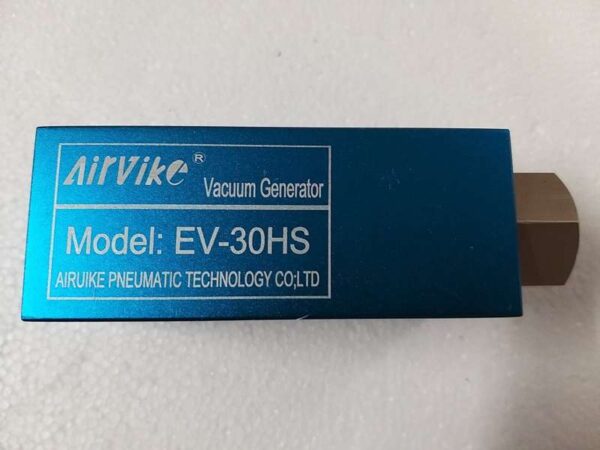 AirVike ® Vacuum Generator
Model: EV-30HS
AIRUIKE PNEUMATIC TECHNOLOGY CO;LTD